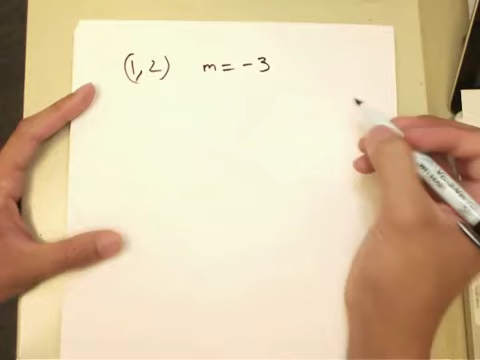 (1, 2) m = -3